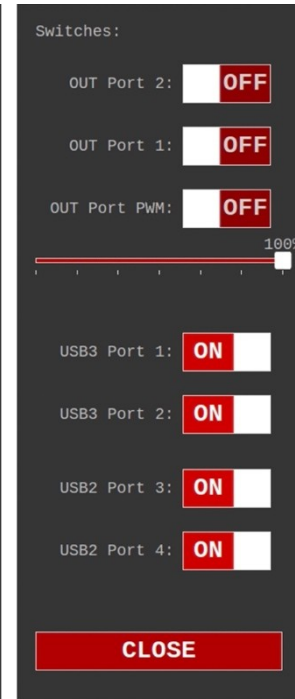 Switches:
OUT Port 2: OFF
OUT Port 1: OFF
OUT Port PWM: OFF
100%
USB3 Port 1: ON
USB3 Port 2: ON
USB2 Port 3: ON
USB2 Port 4: ON
CLOSE